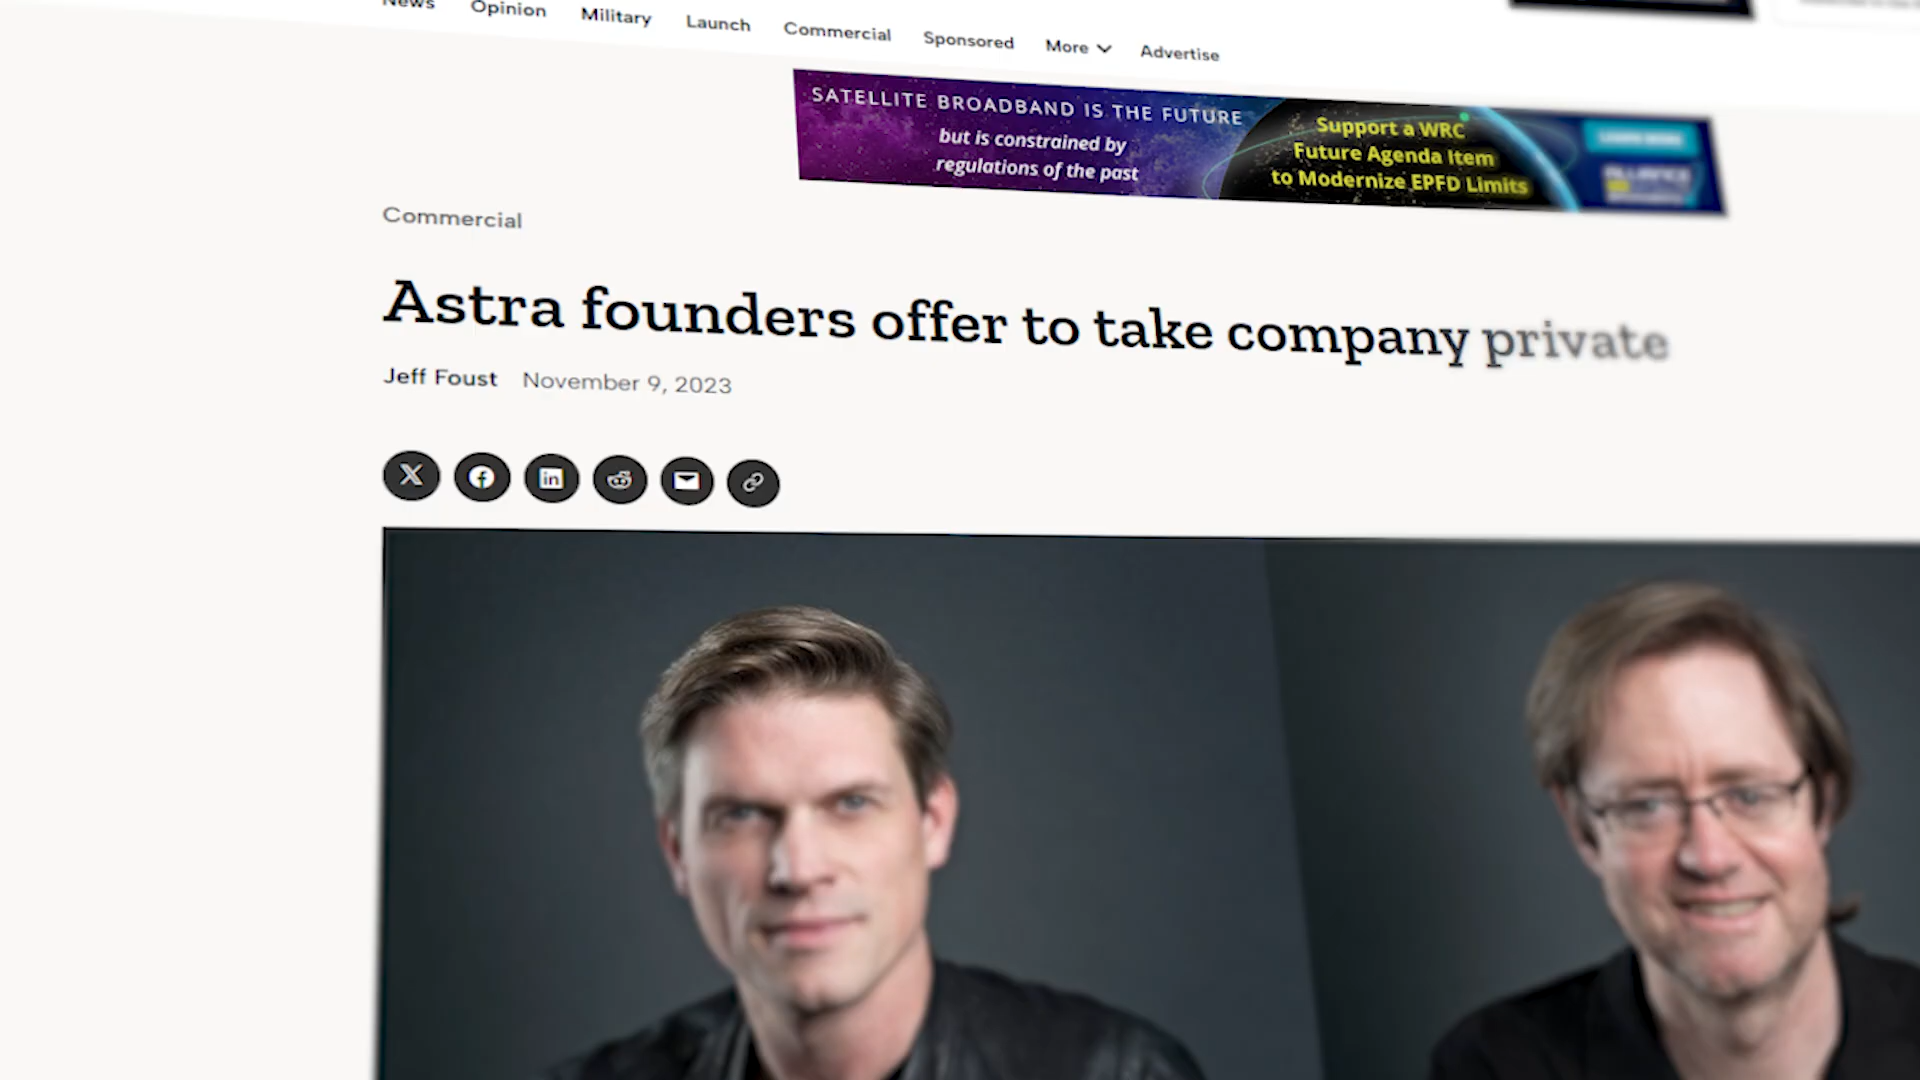 News Opinion Military Launch Commercial Sponsored More Advertise
SATELLITE BROADBAND IS THE FUTURE
but is constrained by
regulations of the past
Support a WRC
Future Agenda Item
to Modernize EPFD Limits
LEARN MORE
Commercial
Astra founders offer to take company private
Jeff Foust November 9, 2023